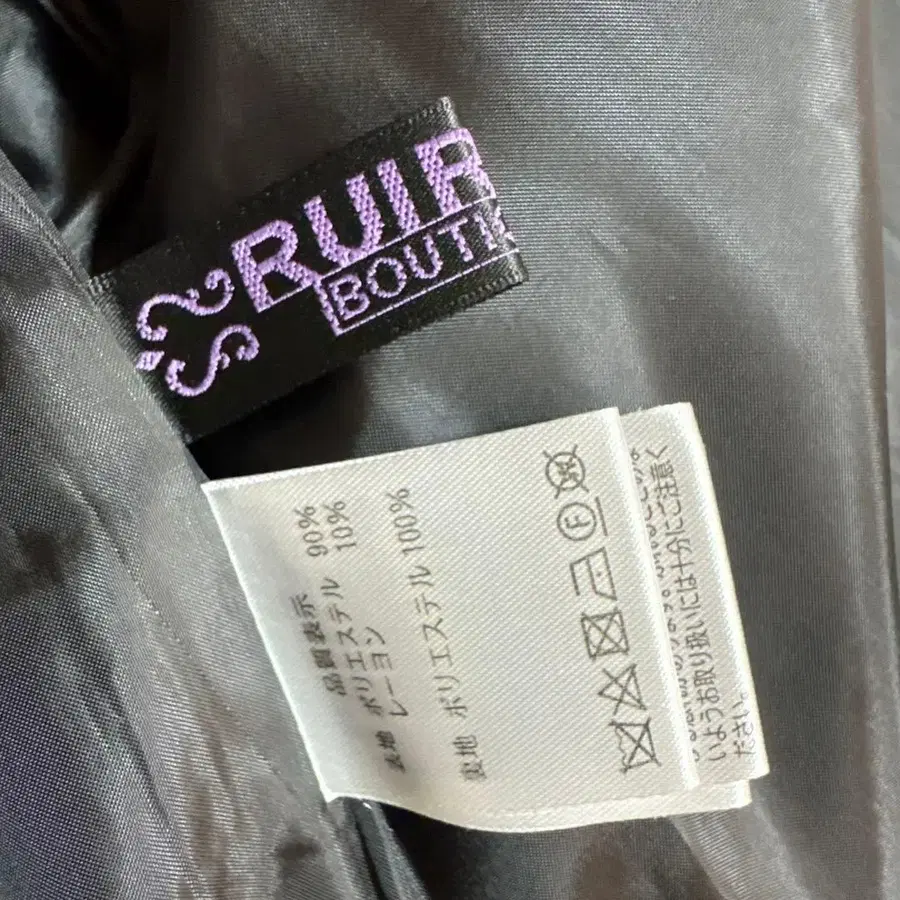 RUIR
BOUTI
品質表示
表地 ポリエステル 90%
レーヨン 10%
裏地 ポリエステル 100%
F
いようお取り扱いには十分にご注意く
ださい。